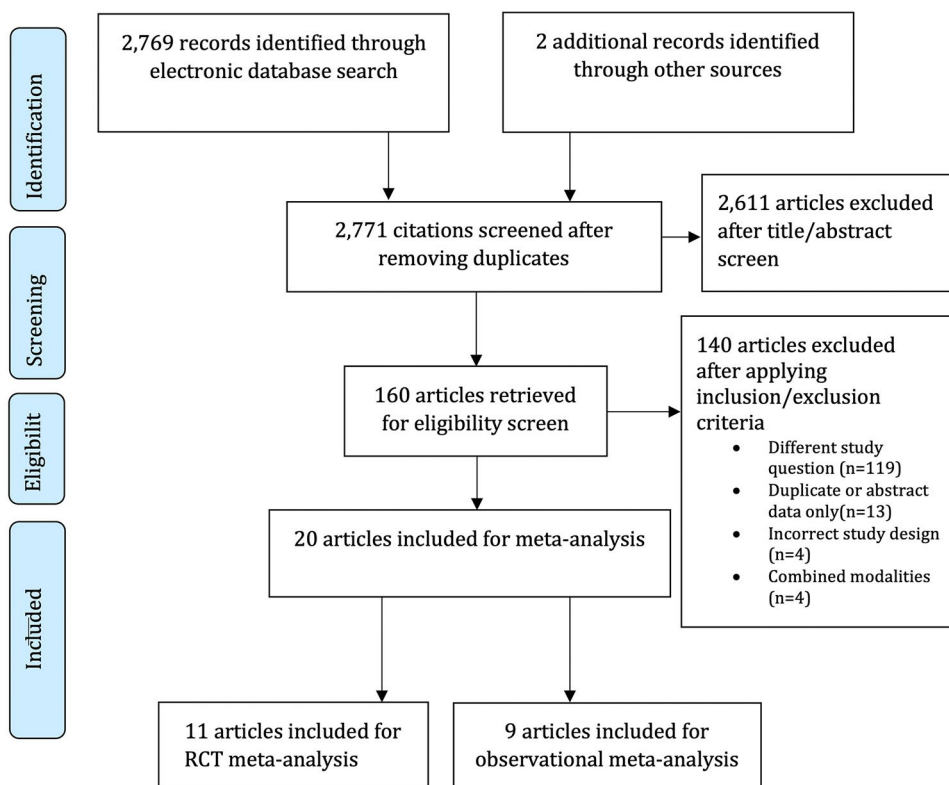 2,769 records identified through
electronic database search
2 additional records identified
through other sources
Identification
2,771 citations screened after
removing duplicates
2,611 articles excluded
after title/abstract
screen
Screening
160 articles retrieved
for eligibility screen
140 articles excluded
after applying
inclusion/exclusion
criteria
• Different study
question (n=119)
• Duplicate or abstract
data only(n=13)
• Incorrect study design
(n=4)
• Combined modalities
(n=4)
Eligibilit
20 articles included for meta-analysis
Included
11 articles included for
RCT meta-analysis
9 articles included for
observational meta-analysis